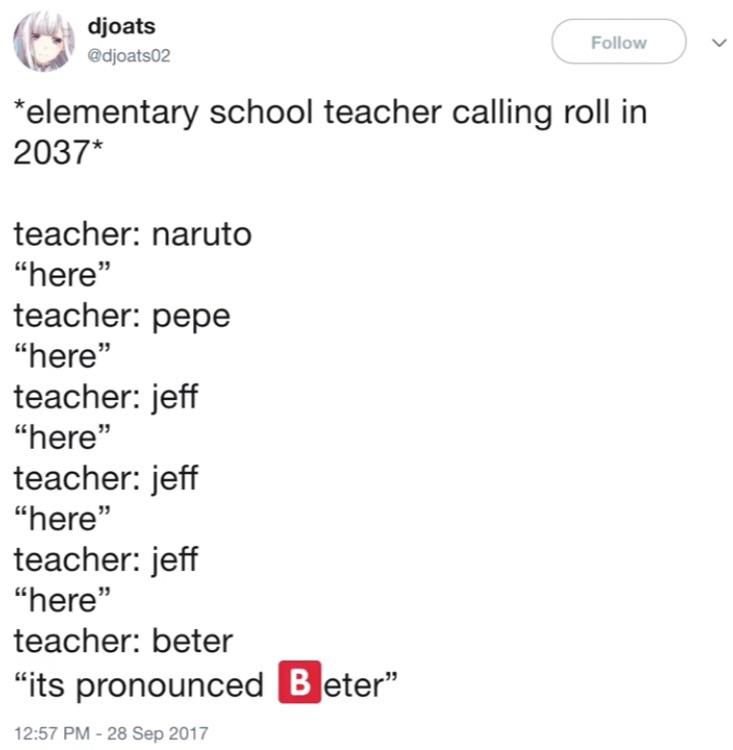 djoats
@djoats02
Follow
*elementary school teacher calling roll in
2037*
teacher: naruto
“here”
teacher: pepe
“here”
teacher: jeff
“here”
teacher: jeff
“here”
teacher: jeff
“here”
teacher: beter
“its pronounced 🅱️eter”
12:57 PM - 28 Sep 2017